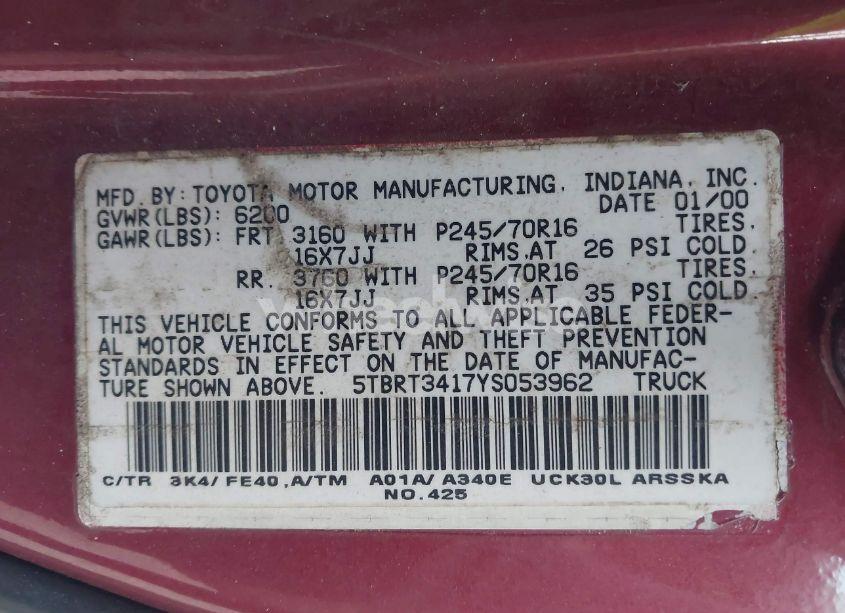 MFD. BY: TOYOTA MOTOR MANUFACTURING, INDIANA, INC.
DATE 01/00
GVWR(LBS): 6200
GAWR(LBS): FRT 3160 WITH P245/70R16 TIRES,
16X7JJ RIMS,AT 26 PSI COLD
RR. 3760 WITH P245/70R16 TIRES,
16X7JJ RIMS,AT 35 PSI COLD
THIS VEHICLE CONFORMS TO ALL APPLICABLE FEDER-
AL MOTOR VEHICLE SAFETY AND THEFT PREVENTION
STANDARDS IN EFFECT ON THE DATE OF MANUFAC-
TURE SHOWN ABOVE. 5TBRT3417YS053962 TRUCK
C/TR 3K4/ FE40 ,A/TM A01A/ A340E UCK30L ARSSKA
NO.425